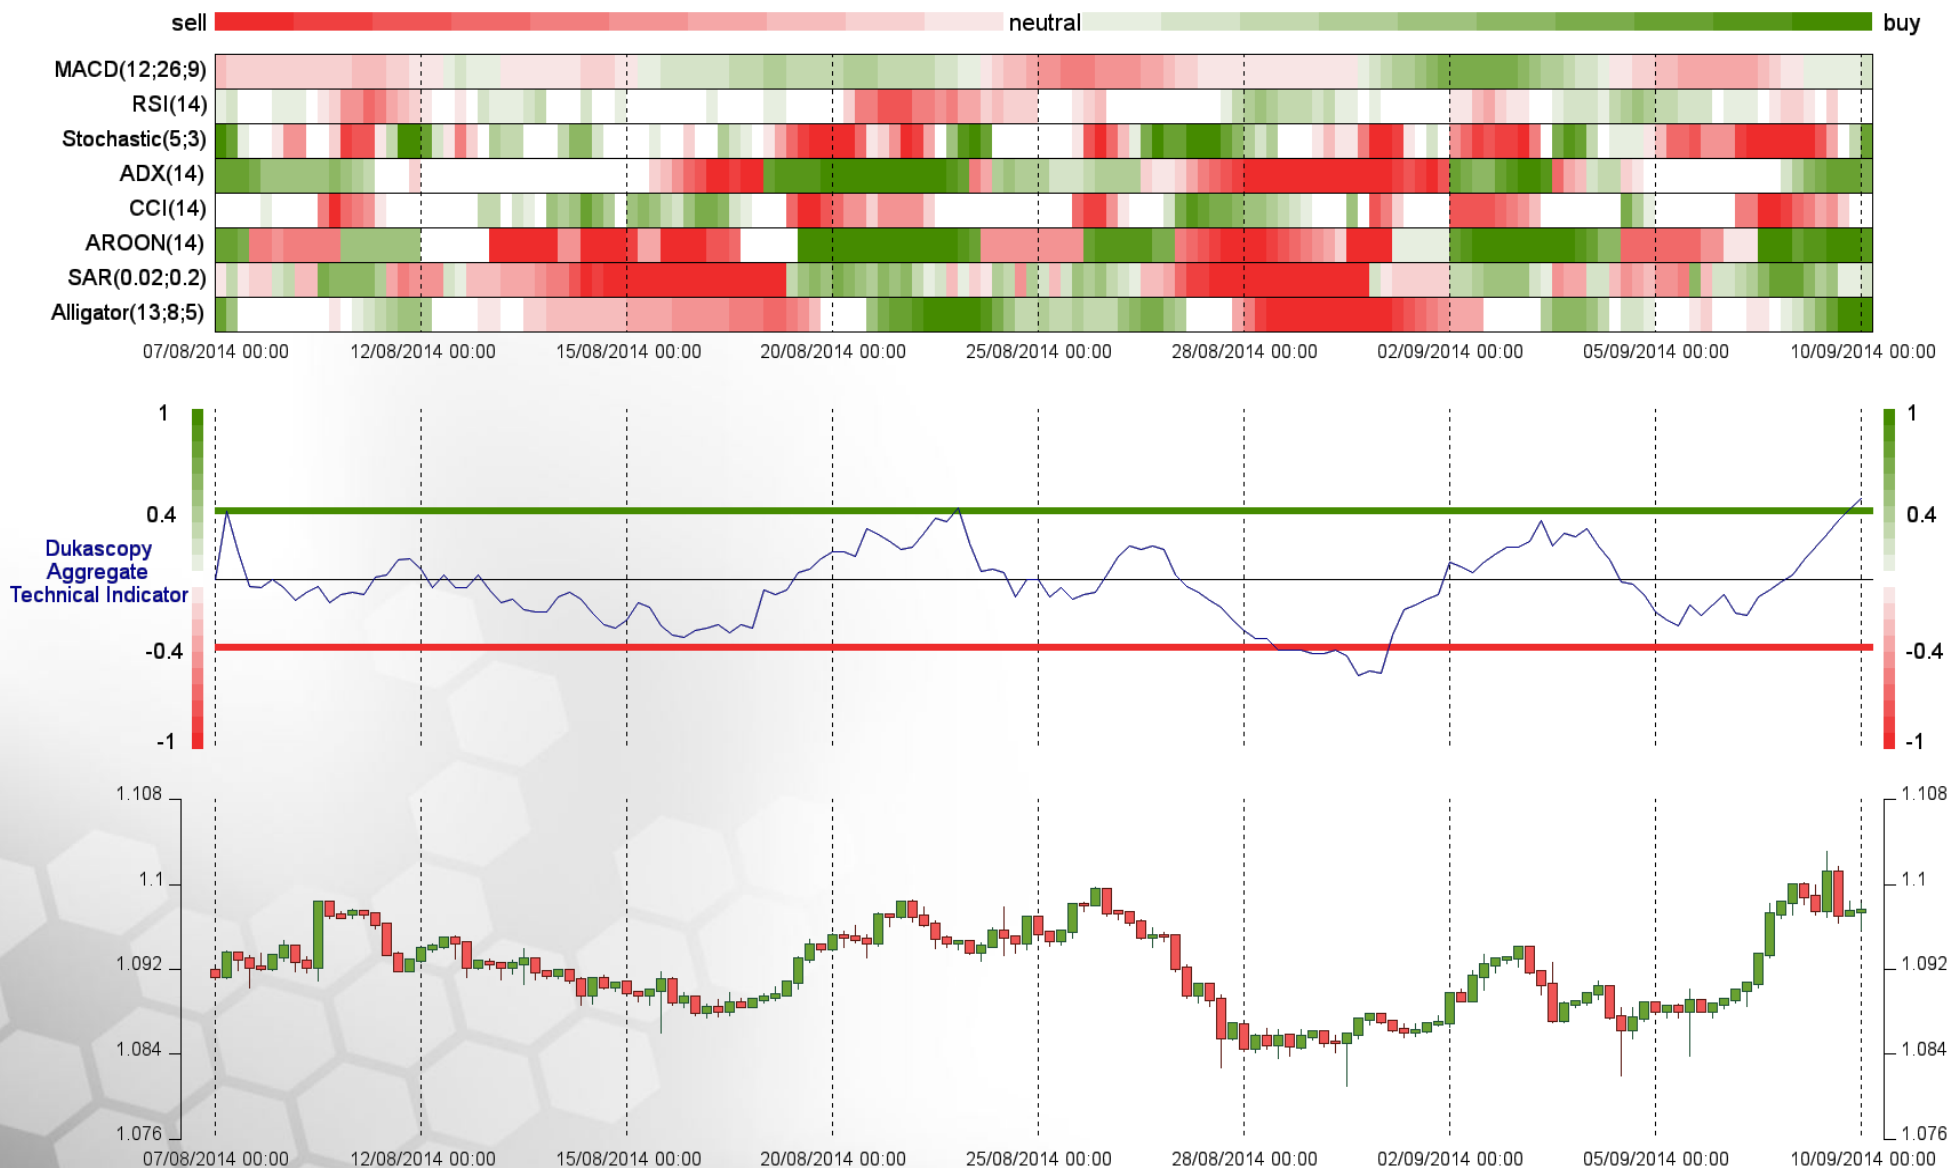 sell neutral buy
MACD(12;26;9)
RSI(14)
Stochastic(5;3)
ADX(14)
CCI(14)
AROON(14)
SAR(0.02;0.2)
Alligator(13;8;5)
07/08/2014 00:00 12/08/2014 00:00 15/08/2014 00:00 20/08/2014 00:00 25/08/2014 00:00 28/08/2014 00:00 02/09/2014 00:00 05/09/2014 00:00 10/09/2014 00:00
1 1
0.4 0.4
Dukascopy
Aggregate
Technical Indicator
-0.4 -0.4
-1 -1
1.108 1.108
1.1 1.1
1.092 1.092
1.084 1.084
1.076 1.076
07/08/2014 00:00 12/08/2014 00:00 15/08/2014 00:00 20/08/2014 00:00 25/08/2014 00:00 28/08/2014 00:00 02/09/2014 00:00 05/09/2014 00:00 10/09/2014 00:00